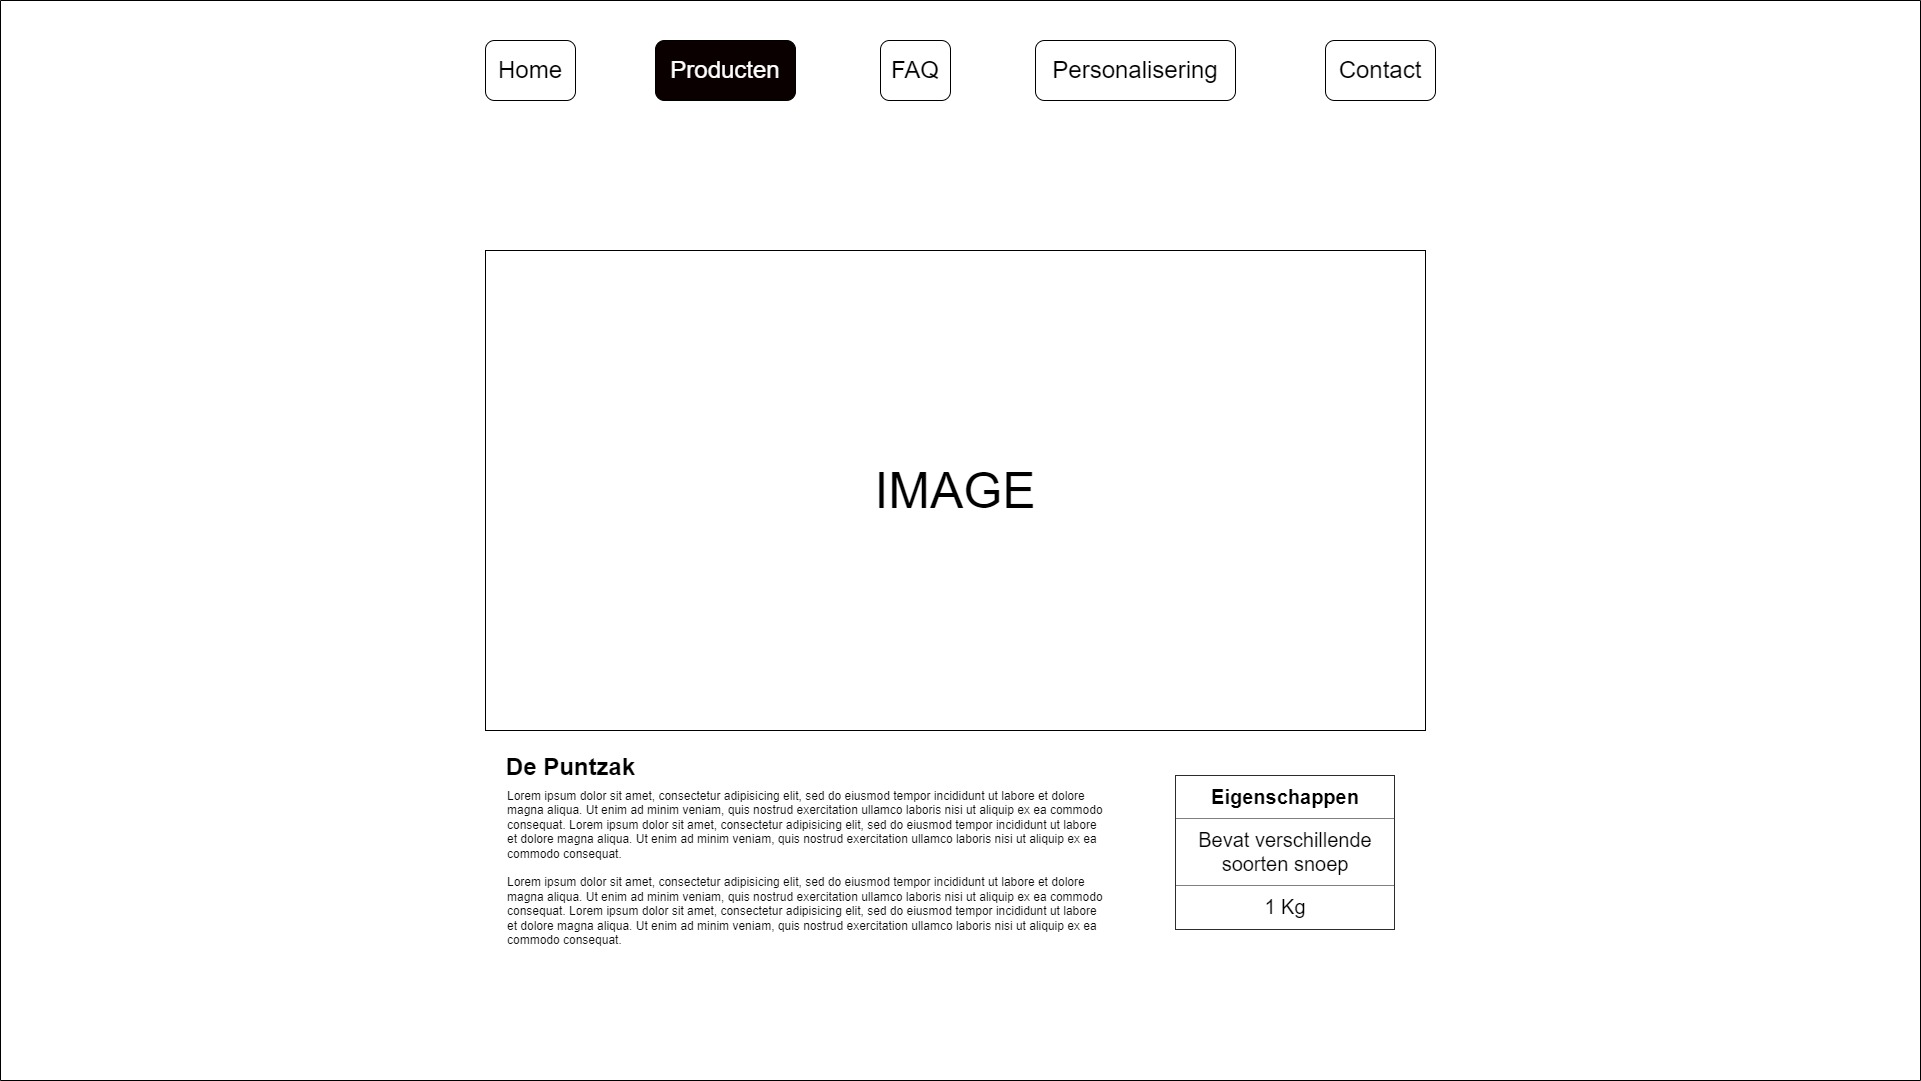 Home
Producten
FAQ
Personalisering
Contact
IMAGE
De Puntzak
Lorem ipsum dolor sit amet, consectetur adipisicing elit, sed do eiusmod tempor incididunt ut labore et dolore
magna aliqua. Ut enim ad minim veniam, quis nostrud exercitation ullamco laboris nisi ut aliquip ex ea commodo
consequat. Lorem ipsum dolor sit amet, consectetur adipisicing elit, sed do eiusmod tempor incididunt ut labore
et dolore magna aliqua. Ut enim ad minim veniam, quis nostrud exercitation ullamco laboris nisi ut aliquip ex ea
commodo consequat.
Lorem ipsum dolor sit amet, consectetur adipisicing elit, sed do eiusmod tempor incididunt ut labore et dolore
magna aliqua. Ut enim ad minim veniam, quis nostrud exercitation ullamco laboris nisi ut aliquip ex ea commodo
consequat. Lorem ipsum dolor sit amet, consectetur adipisicing elit, sed do eiusmod tempor incididunt ut labore
et dolore magna aliqua. Ut enim ad minim veniam, quis nostrud exercitation ullamco laboris nisi ut aliquip ex ea
commodo consequat.
Eigenschappen
Bevat verschillende
soorten snoep
1 Kg